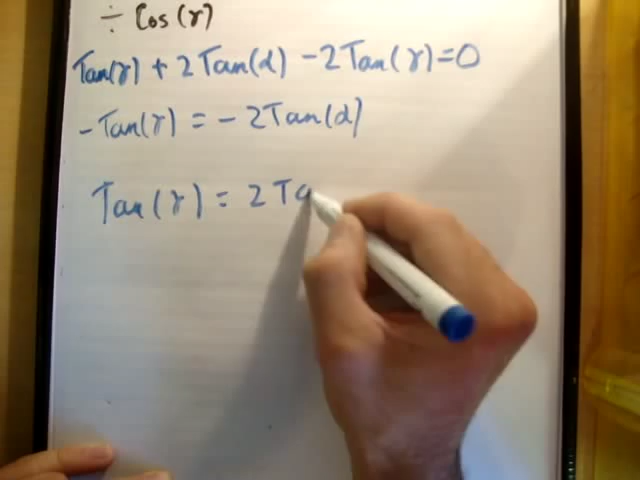 ÷ Cos(γ)
Tan(γ) + 2Tan(α) - 2Tan(γ) = 0
-Tan(γ) = -2Tan(α)
Tan(γ) = 2Ta